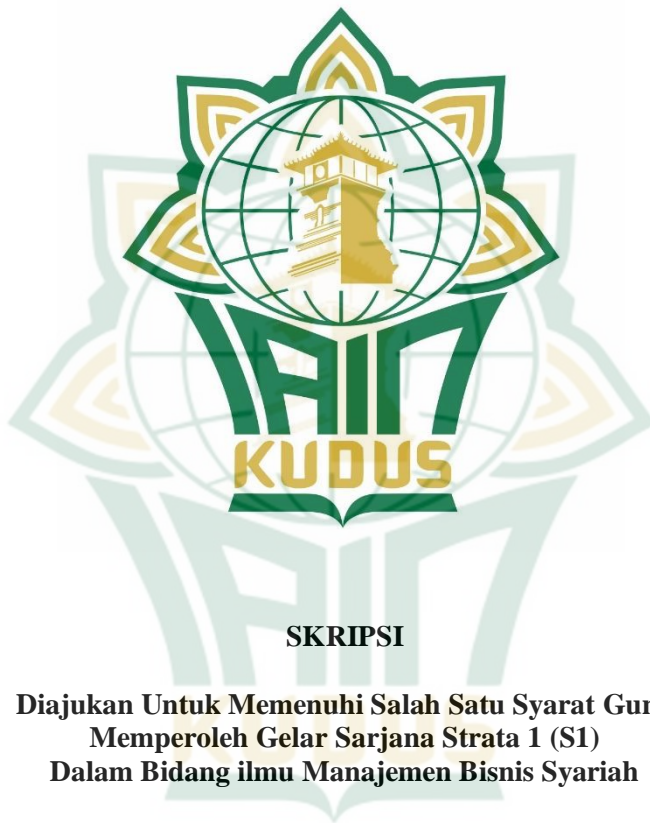 IAIN
KUDUS
SKRIPSI
Diajukan Untuk Memenuhi Salah Satu Syarat Gun
Memperoleh Gelar Sarjana Strata 1 (S1)
Dalam Bidang ilmu Manajemen Bisnis Syariah